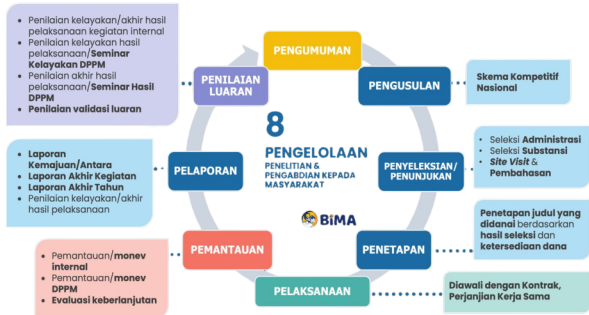 PENGUMUMAN
PENGUSULAN
Skema Kompetitif
Nasional
PENYELEKSIAN/
PENUNJUKAN
• Seleksi Administrasi
• Seleksi Substansi
• Site Visit &
Pembahasan
PENETAPAN
Penetapan judul yang
didanai berdasarkan
hasil seleksi dan
ketersediaan dana
PELAKSANAAN
Diawali dengan Kontrak,
Perjanjian Kerja Sama
PEMANTAUAN
• Pemantauan/monev
internal
• Pemantauan/monev
DPPM
• Evaluasi keberlanjutan
PELAPORAN
• Laporan
Kemajuan/Antara
• Laporan Akhir Kegiatan
• Laporan Akhir Tahun
• Penilaian kelayakan/akhir
hasil pelaksanaan
PENILAIAN
LUARAN
• Penilaian kelayakan/akhir hasil
pelaksanaan kegiatan internal
• Penilaian kelayakan hasil
pelaksanaan/Seminar
Kelayakan DPPM
• Penilaian akhir hasil
pelaksanaan/Seminar Hasil
DPPM
• Penilaian validasi luaran
8
PENGELOLAAN
PENELITIAN &
PENGABDIAN KEPADA
MASYARAKAT
BIMA